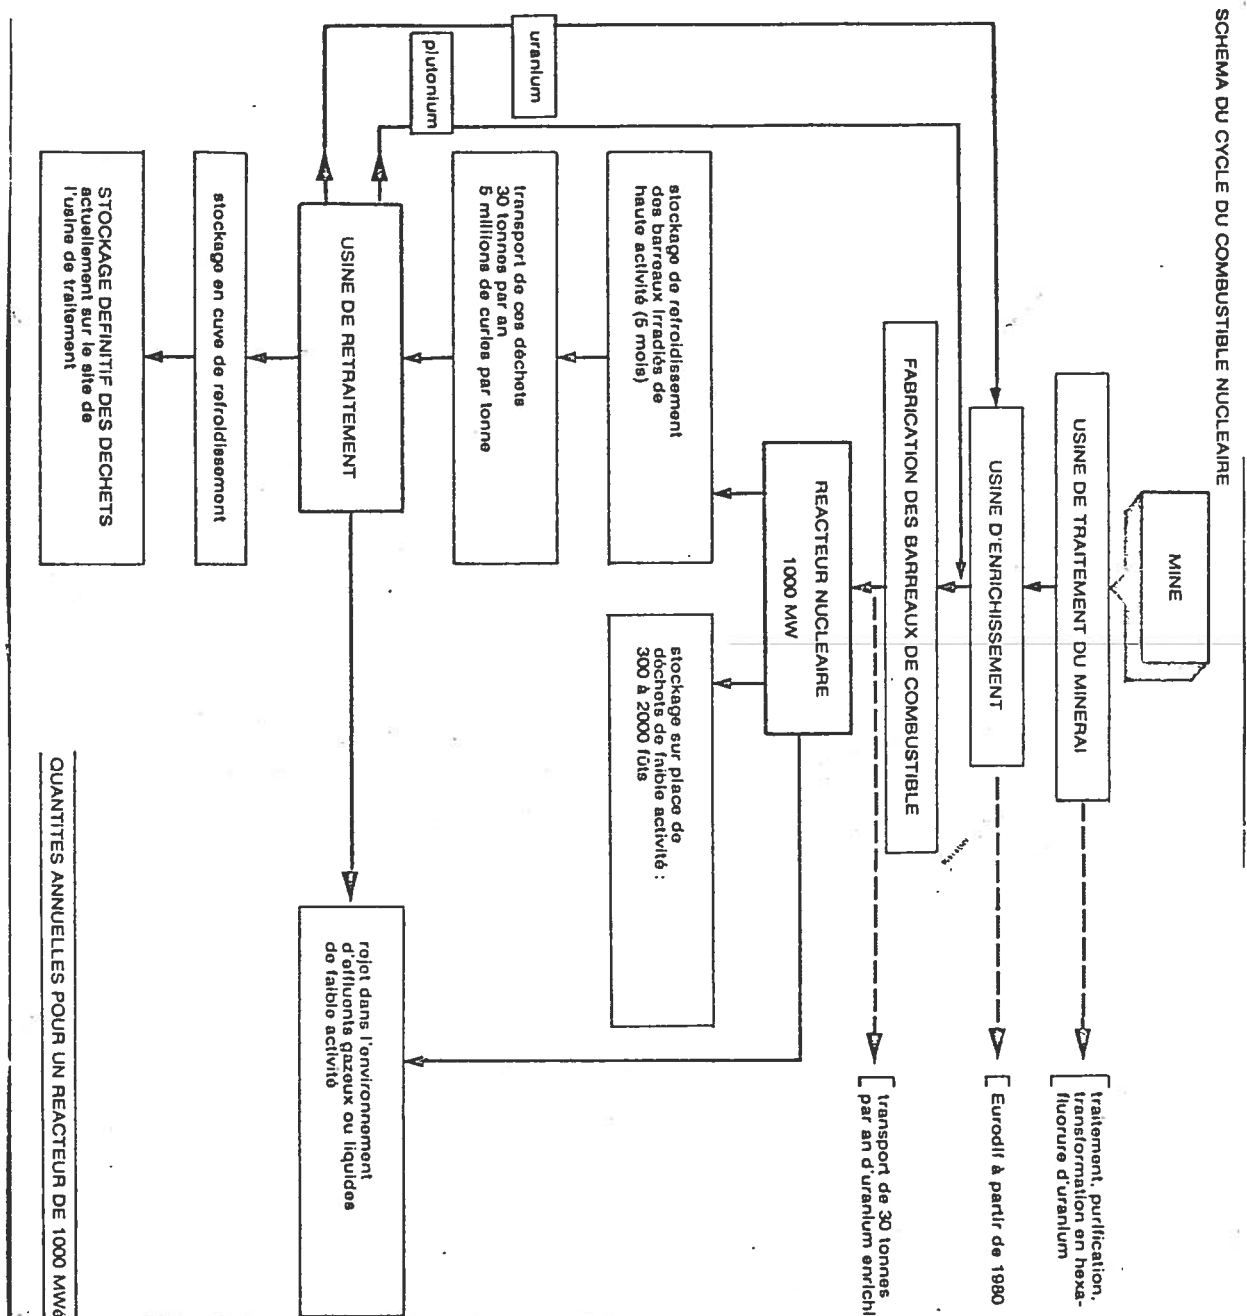 SCHEMA DU CYCLE DU COMBUSTIBLE NUCLEAIRE
MINE
USINE DE TRAITEMENT DU MINERAI
traitement, purification,
transformation en hexa-
fluorure d'uranium
USINE D'ENRICHISSEMENT
Eurodif à partir de 1980
FABRICATION DES BARREAUX DE COMBUSTIBLE
transport de 30 tonnes
par an d'uranium enrichi
REACTEUR NUCLEAIRE
1000 MW
uranium
plutonium
stockage de refroidissement
des barreaux irradiés de
haute activité (5 mois)
stockage sur place de
déchets de faible activité :
300 à 2000 fûts
transport de ces déchets
30 tonnes par an
5 millions de curies par tonne
USINE DE RETRAITEMENT
rejet dans l'environnement
d'effluents gazeux ou liquides
de faible activité
stockage en cuve de refroidissement
STOCKAGE DEFINITIF DES DECHETS
actuellement sur le site de
l'usine de traitement
QUANTITES ANNUELLES POUR UN REACTEUR DE 1000 MWé